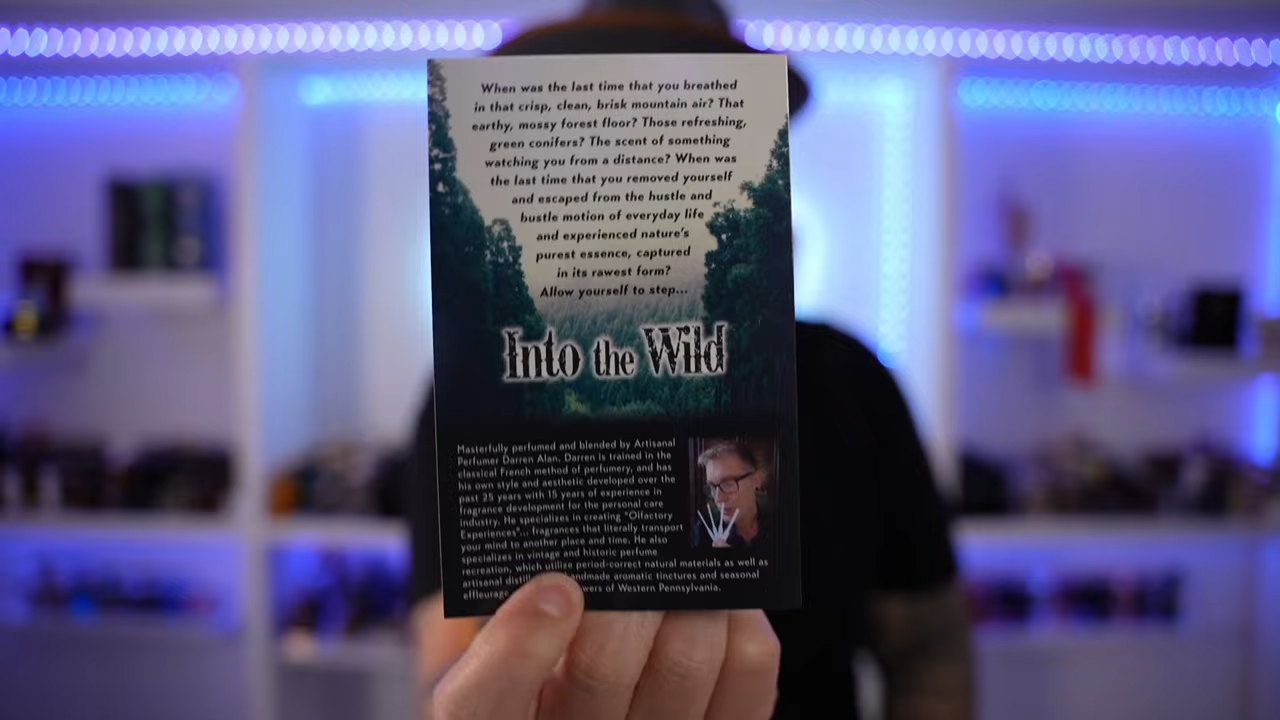 When was the last time that you breathed
in that crisp, clean, brisk mountain air? That
earthy, mossy forest floor? Those refreshing,
green conifers? The scent of something
watching you from a distance? When was
the last time that you removed yourself
and escaped from the hustle and
bustle motion of everyday life
and experienced nature's
purest essence, captured
in its rawest form?
Allow yourself to step...
Into the Wild
Masterfully perfumed and blended by Artisanal
Perfumer Darren Alan. Darren is trained in the
classical French method of perfumery, and has
his own style and aesthetic developed over the
past 25 years with 15 years of experience in
fragrance development for the personal care
industry. He specializes in creating "Olfactory
Experiences"... fragrances that literally transport
your mind to another place and time. He also
specializes in vintage and historic perfume
recreation, which utilize period-correct natural materials as well as
artisanal aromatic tinctures and seasonal
effleurage of Western Pennsylvania.